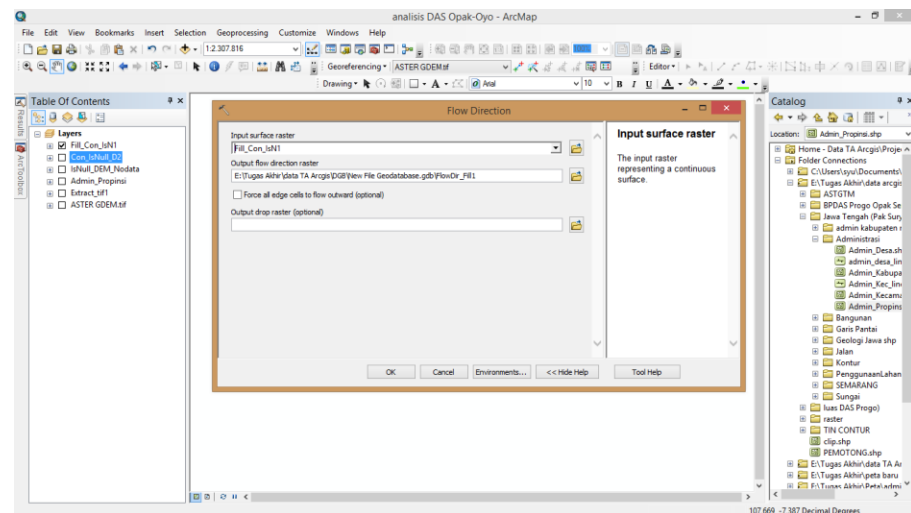 analisis DAS Opak-Oyo - ArcMap
File Edit View Bookmarks Insert Selection Geoprocessing Customize Windows Help
1:2.307.816
Georeferencing ASTER GDEM.tif Editor
Drawing A Arial 10 B I U A
Table Of Contents
Layers
Fill_Con_IsN1
Con_IsNull_D2
IsNull_DEM_Nodata
Admin_Propinsi
Extract_tif1
ASTER GDEM.tif
Results
ArcToolbox
Flow Direction
Input surface raster
Fill_Con_IsN1
Output flow direction raster
E:\Tugas Akhir\data TA Arcgis\DGB\New File Geodatabase.gdb\FlowDir_Fill1
Force all edge cells to flow outward (optional)
Output drop raster (optional)
OK Cancel Environments... << Hide Help Tool Help
Input surface raster
The input raster
representing a continuous
surface.
Catalog
Location: Admin_Propinsi.shp
Home - Data TA Arcgis\Proje
Folder Connections
C:\Users\syu\Documents\
E:\Tugas Akhir\data arcgis
ASTGTM
BPDAS Progo Opak Se
Jawa Tengah (Pak Sury
admin kabupaten
Administrasi
Admin_Desa.sh
admin_desa_lin
Admin_Kabupa
Admin_Kec_line
Admin_Kecama
Admin_Propins
Bangunan
Garis Pantai
Geologi Jawa shp
Jalan
Kontur
PenggunaanLahan
SEMARANG
Sungai
luas DAS Progo)
raster
TIN CONTUR
clip.shp
PEMOTONG.shp
E:\Tugas Akhir\data TA Ar
E:\Tugas Akhir\peta baru
E:\Tugas Akhir\Peta\admi
107,669 -7,387 Decimal Degrees